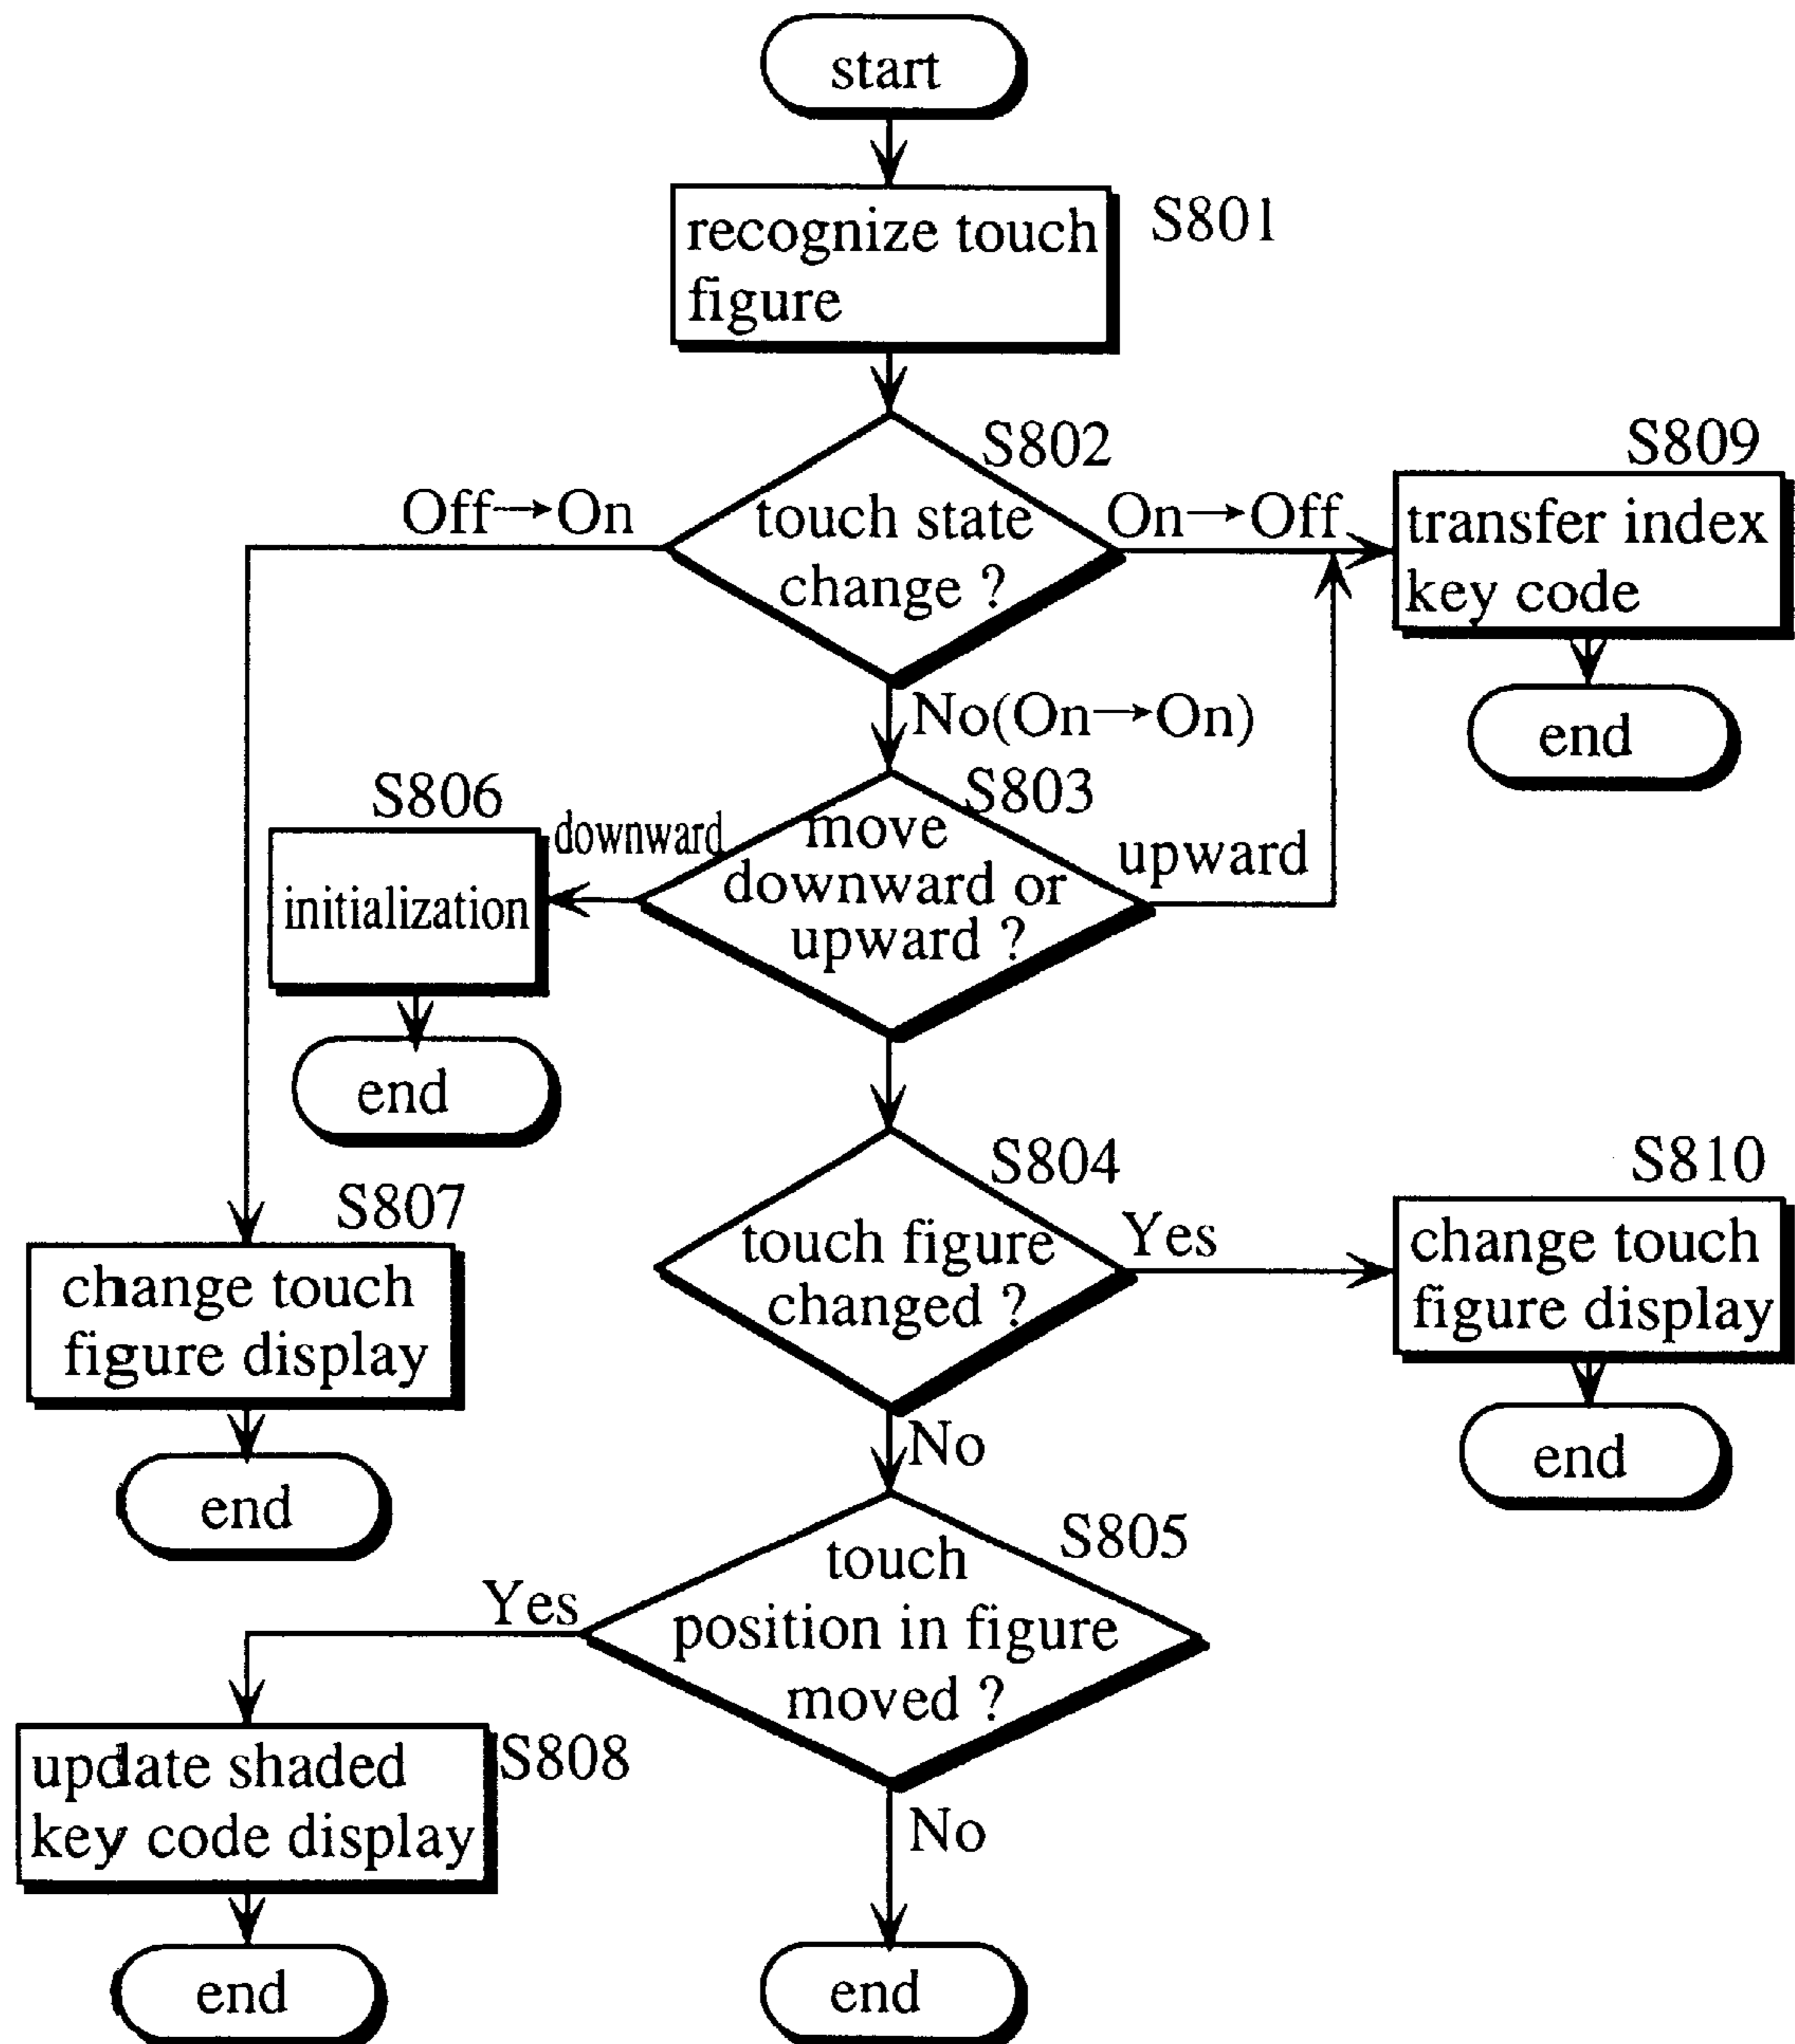 start
recognize touch
figure
S801
S802
touch state
change ?
Off→On
On→Off
S809
transfer index
key code
end
No(On→On)
S803
move
downward or
upward ?
downward
upward
S806
initialization
end
S804
touch figure
changed ?
Yes
S810
change touch
figure display
end
S807
change touch
figure display
end
No
S805
touch
position in figure
moved ?
Yes
S808
update shaded
key code display
end
No
end